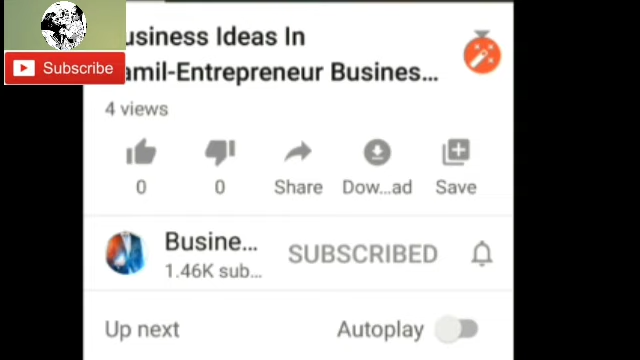 usiness Ideas In
Subscribe
amil-Entrepreneur Busines…
4 views
0 0 Share Dow...ad Save
Busine... SUBSCRIBED
1.46K sub...
Up next Autoplay